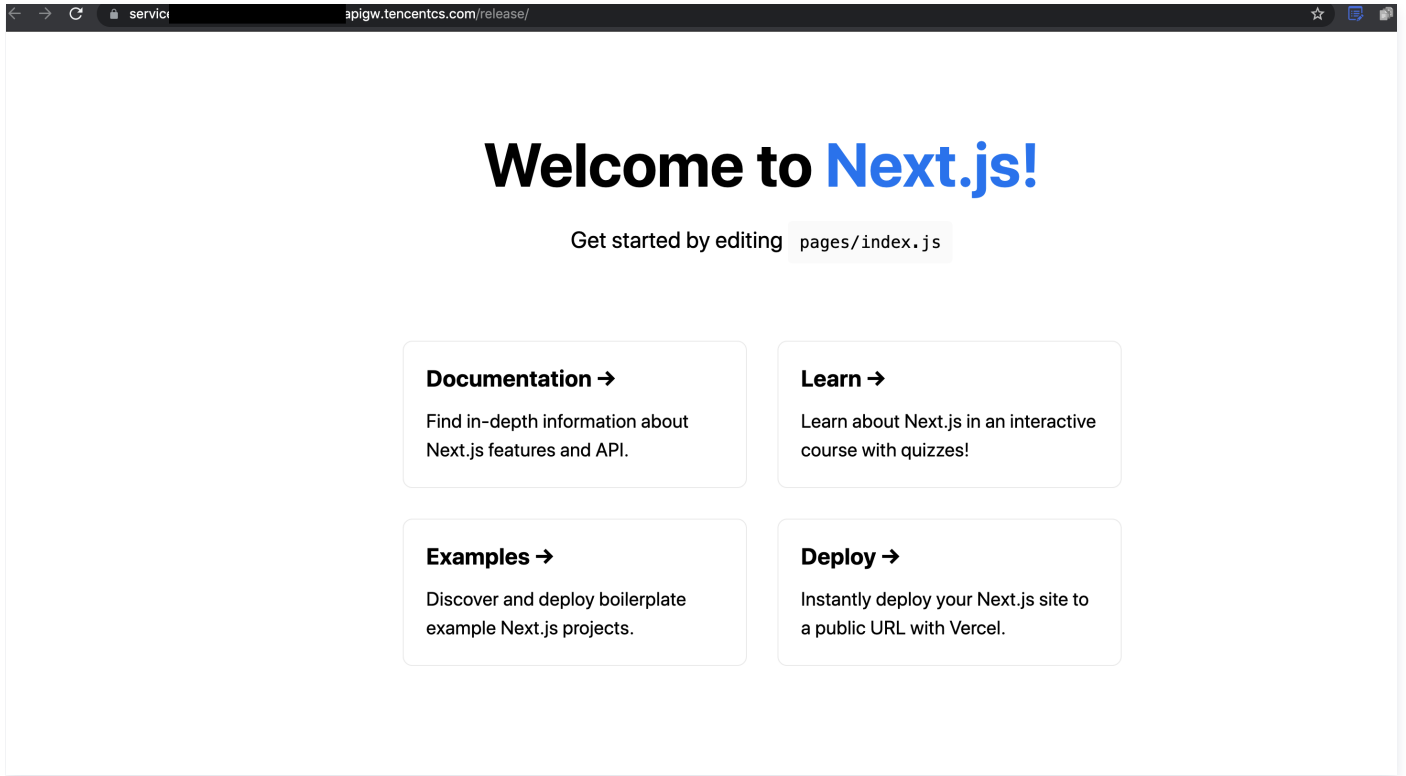 service apigw.tencentcs.com/release/
Welcome to Next.js!
Get started by editing pages/index.js
Documentation →
Find in-depth information about
Next.js features and API.
Learn →
Learn about Next.js in an interactive
course with quizzes!
Examples →
Discover and deploy boilerplate
example Next.js projects.
Deploy →
Instantly deploy your Next.js site to
a public URL with Vercel.